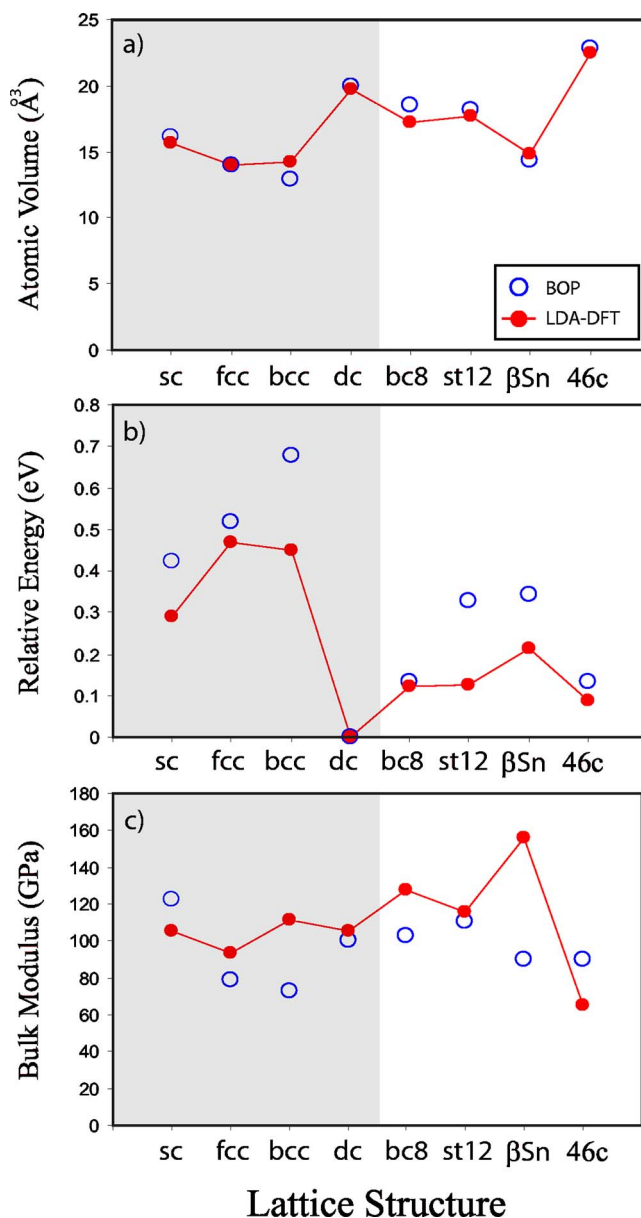 a)
Atomic Volume (Å3)
25
20
15
10
5
0
BOP
LDA-DFT
sc fcc bcc dc bc8 st12 βSn 46c
b)
Relative Energy (eV)
0.8
0.7
0.6
0.5
0.4
0.3
0.2
0.1
0
sc fcc bcc dc bc8 st12 βSn 46c
c)
Bulk Modulus (GPa)
180
160
140
120
100
80
60
40
20
0
sc fcc bcc dc bc8 st12 βSn 46c
Lattice Structure